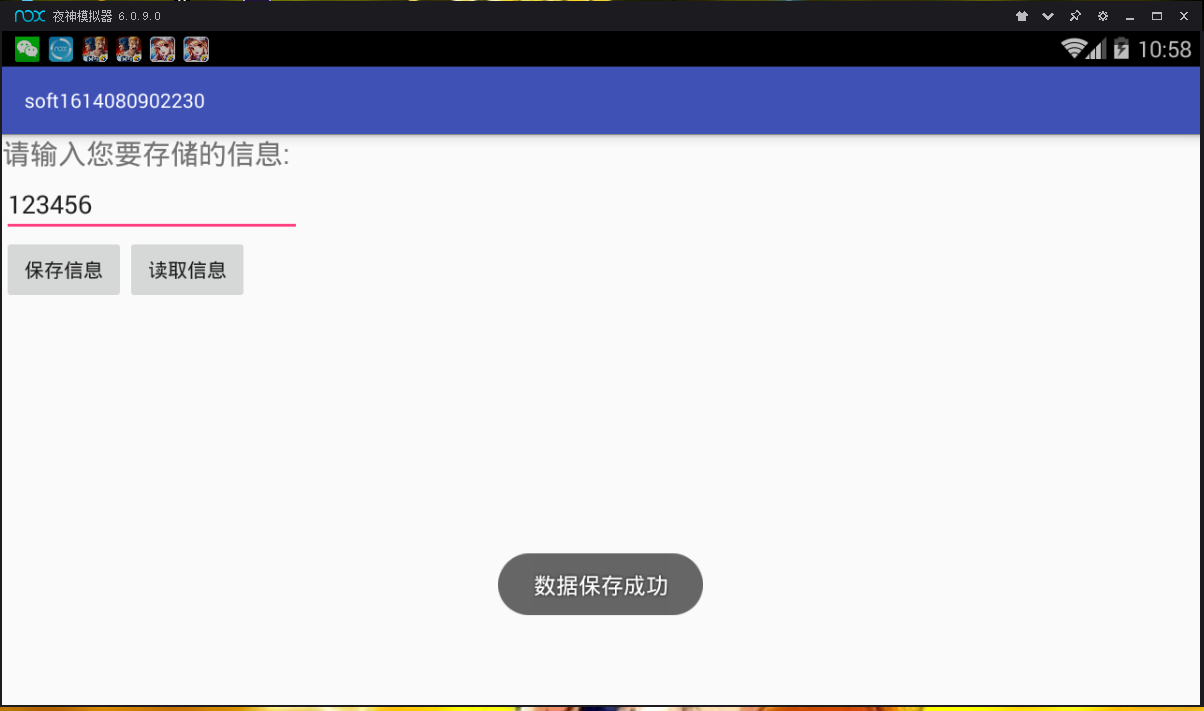 nox 夜神模拟器 6.0.9.0
10:58
soft1614080902230
请输入您要存储的信息:
123456
保存信息 读取信息
数据保存成功